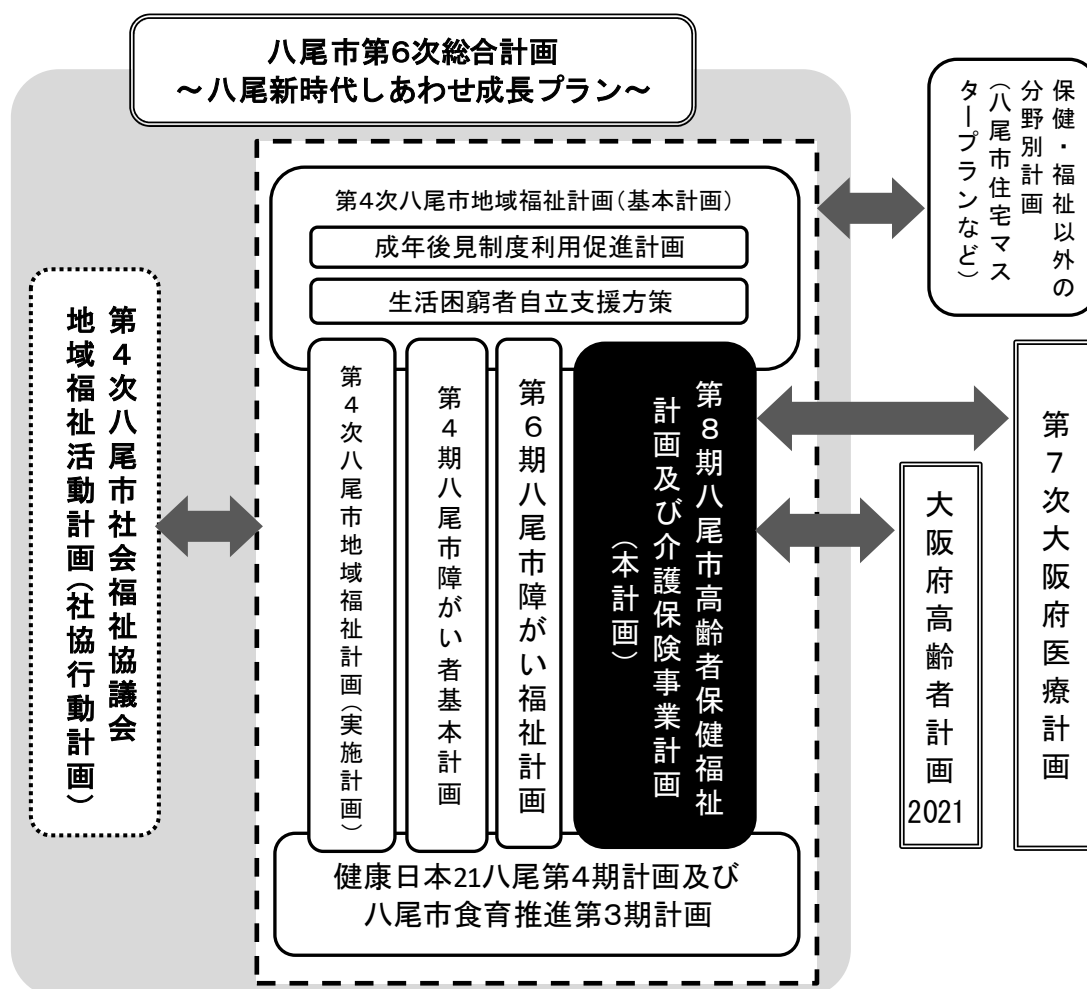 八尾市第6次総合計画
～八尾新時代しあわせ成長プラン～
保健・福祉以外の
分野別計画
（八尾市住宅マス
タープランなど）
第4次八尾市地域福祉計画（基本計画）
成年後見制度利用促進計画
生活困窮者自立支援方策
第４次八尾市社会福祉協議会
地域福祉活動計画（社協行動計画）
第４次八尾市地域福祉計画（実施計画）
第４期八尾市障がい者基本計画
第６期八尾市障がい福祉計画
第８期八尾市高齢者保健福祉
計画及び介護保険事業計画
（本計画）
大阪府高齢者計画
2021
第７次大阪府医療計画
健康日本21八尾第4期計画及び
八尾市食育推進第3期計画